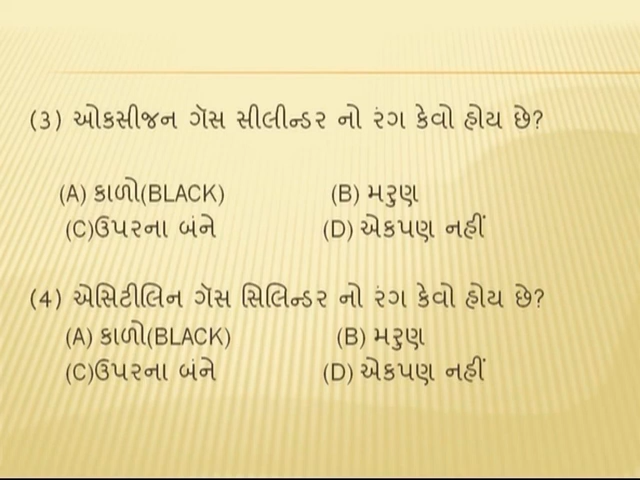 (3) ઓકસીજન ગૅસ સીલીન્ડર નો રંગ કેવો હોય છે?
(A) કાળો(BLACK) (B) મરુણ
(C)ઉપરના બંને (D) એકપણ નહીં
(4) એસિટીલિન ગૅસ સિલિન્ડર નો રંગ કેવો હોય છે?
(A) કાળો(BLACK) (B) મરુણ
(C)ઉપરના બંને (D) એકપણ નહીં